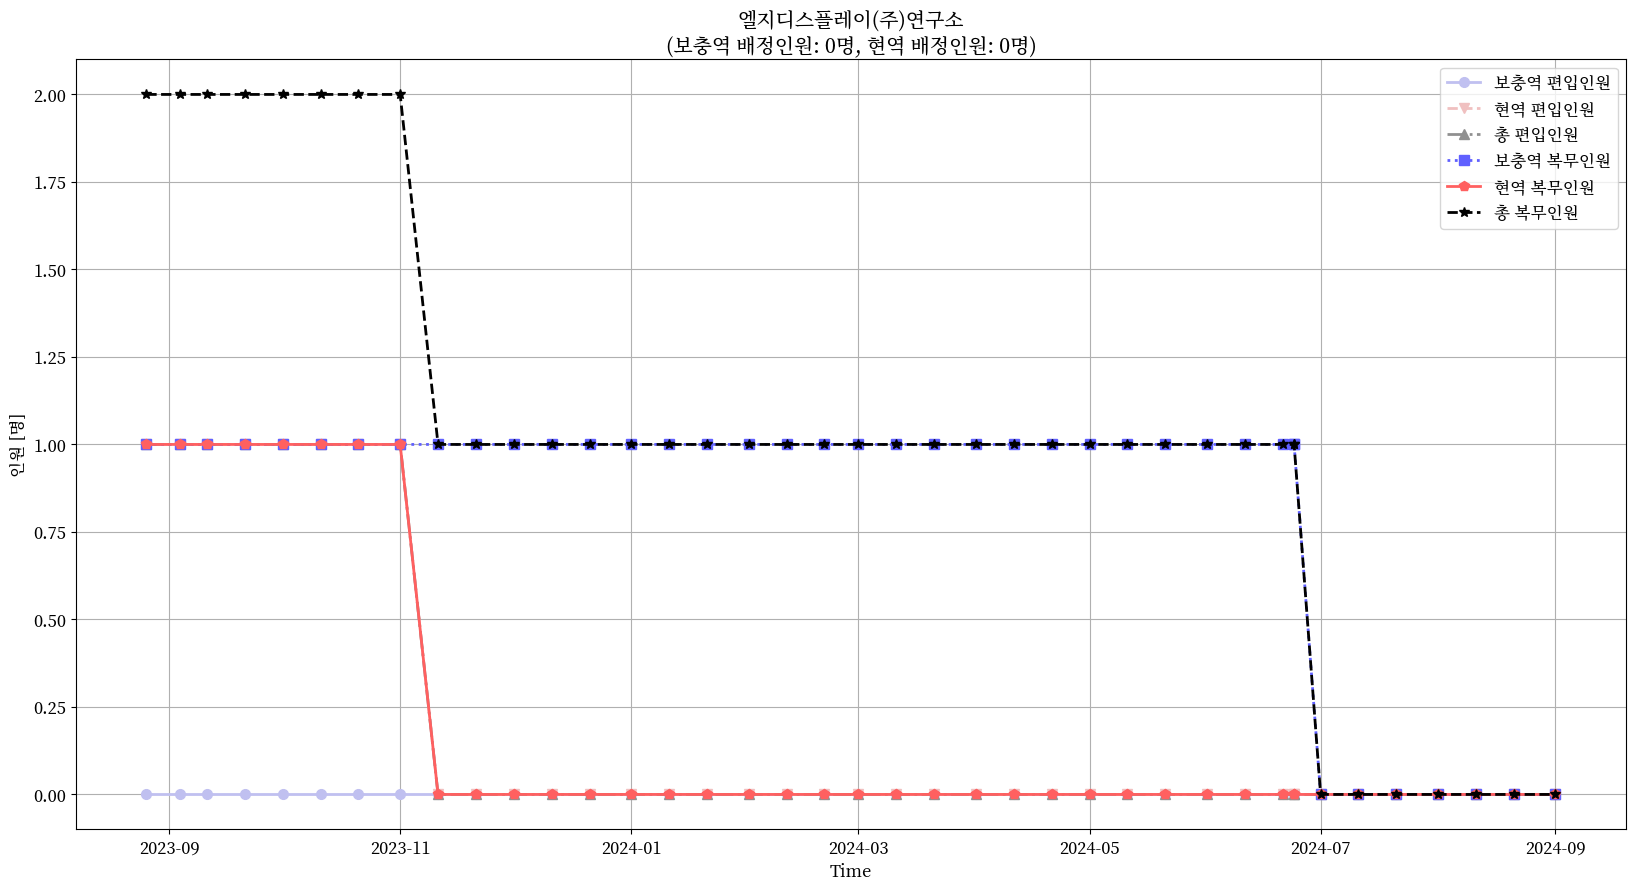 엘지디스플레이(주)연구소
(보충역 배정인원: 0명, 현역 배정인원: 0명)
보충역 편입인원
현역 편입인원
총 편입인원
보충역 복무인원
현역 복무인원
총 복무인원
인원 [명]
2.00
1.75
1.50
1.25
1.00
0.75
0.50
0.25
0.00
2023-09
2023-11
2024-01
2024-03
2024-05
2024-07
2024-09
Time